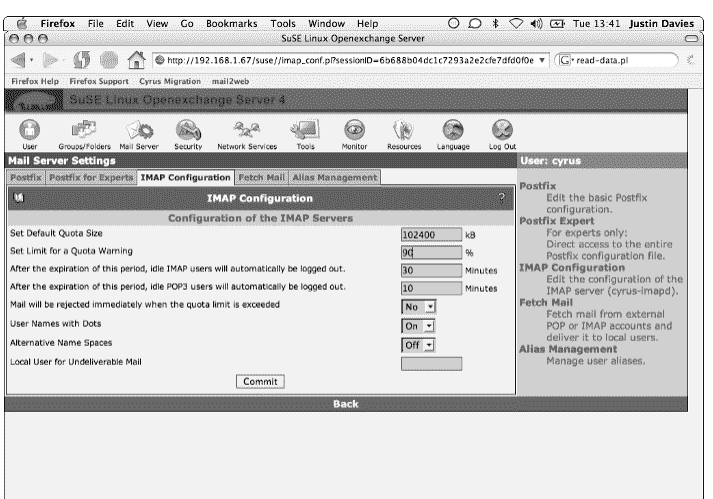 Firefox File Edit View Go Bookmarks Tools Window Help Tue 13:41 Justin Davies
SuSE Linux Openexchange Server
http://192.168.1.67/suse//imap_conf.pl?sessionID=6b688b04dc1c7293a2e2cfe7dfd0f0e G read-data.pl
Firefox Help Firefox Support Cyrus Migration mail2web
SuSE Linux Openexchange Server 4
User Groups/Folders Mail Server Security Network Services Tools Monitor Resources Language Log Out
Mail Server Settings
User: cyrus
Postfix Postfix for Experts IMAP Configuration Fetch Mail Alias Management
IMAP Configuration ?
Configuration of the IMAP Servers
Set Default Quota Size 102400 kB
Set Limit for a Quota Warning 90 %
After the expiration of this period, idle IMAP users will automatically be logged out. 30 Minutes
After the expiration of this period, idle POP3 users will automatically be logged out. 10 Minutes
Mail will be rejected immediately when the quota limit is exceeded No
User Names with Dots On
Alternative Name Spaces Off
Local User for Undeliverable Mail
Commit
Postfix
Edit the basic Postfix
configuration.
Postfix Expert
For experts only:
Direct access to the entire
Postfix configuration file.
IMAP Configuration
Edit the configuration of the
IMAP server (cyrus-imapd).
Fetch Mail
Fetch mail from external
POP or IMAP accounts and
deliver it to local users.
Alias Management
Manage user aliases.
Back